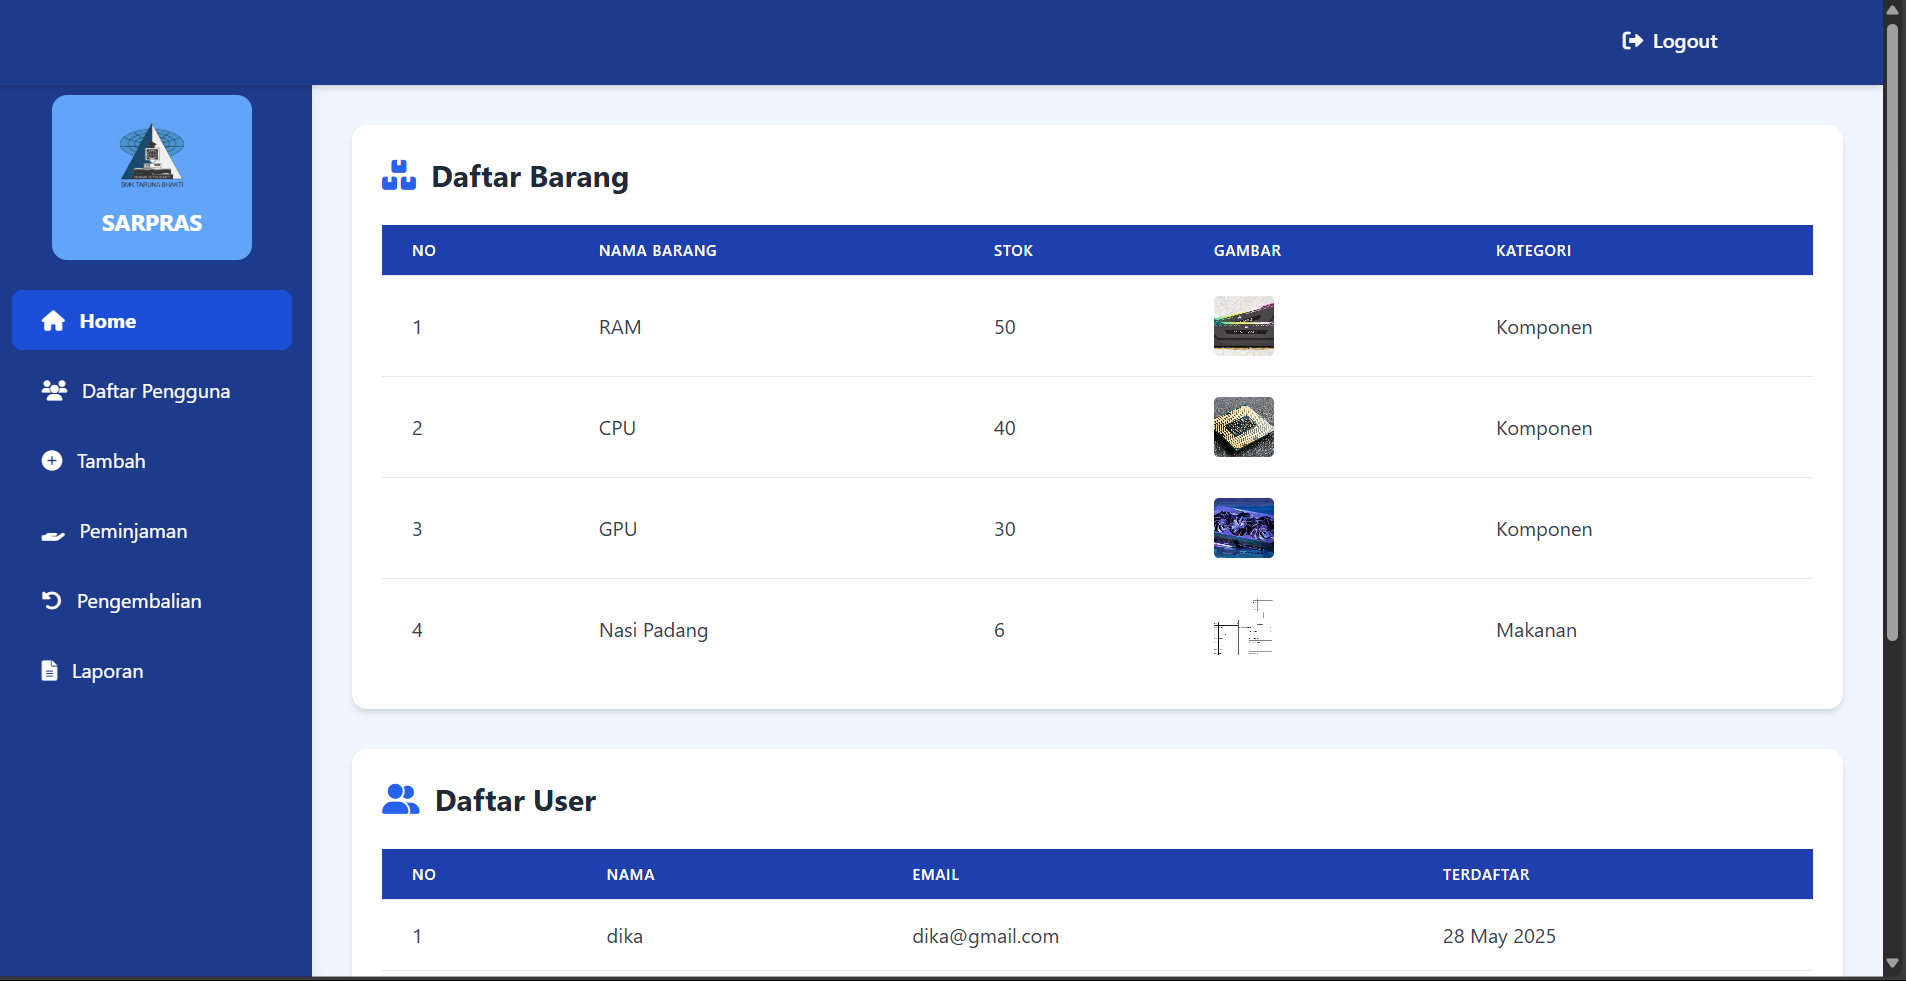 Logout
SMK TARUNA BHAKTI
SARPRAS
Home
Daftar Pengguna
Tambah
Peminjaman
Pengembalian
Laporan
Daftar Barang
NO NAMA BARANG STOK GAMBAR KATEGORI
1 RAM 50 Komponen
2 CPU 40 Komponen
3 GPU 30 Komponen
4 Nasi Padang 6 Makanan
Daftar User
NO NAMA EMAIL TERDAFTAR
1 dika dika@gmail.com 28 May 2025